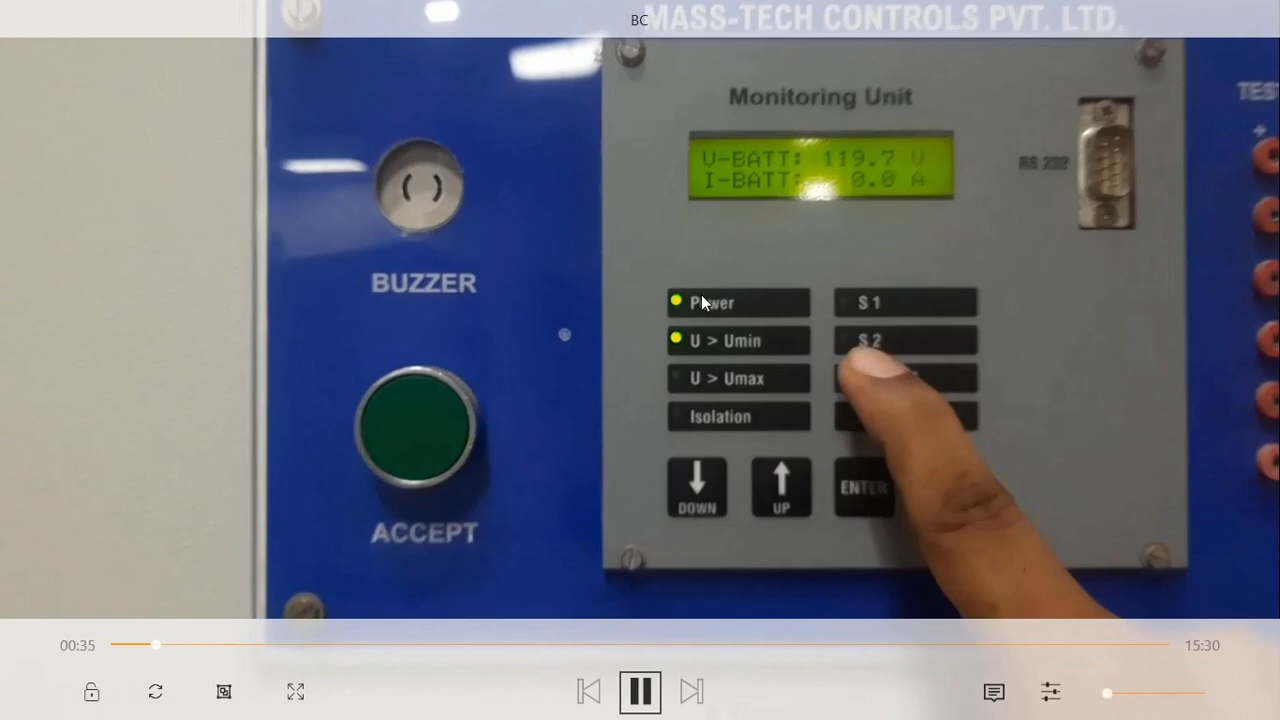 BC
MASS-TECH CONTROLS PVT. LTD.
Monitoring Unit
TES
+
V-BATT: 119.7 V
I-BATT: 0.0 A
RS 232
BUZZER
Power
S 1
U > Umin
S 2
U > Umax
Isolation
DOWN
UP
ENTER
ACCEPT
00:35
15:30